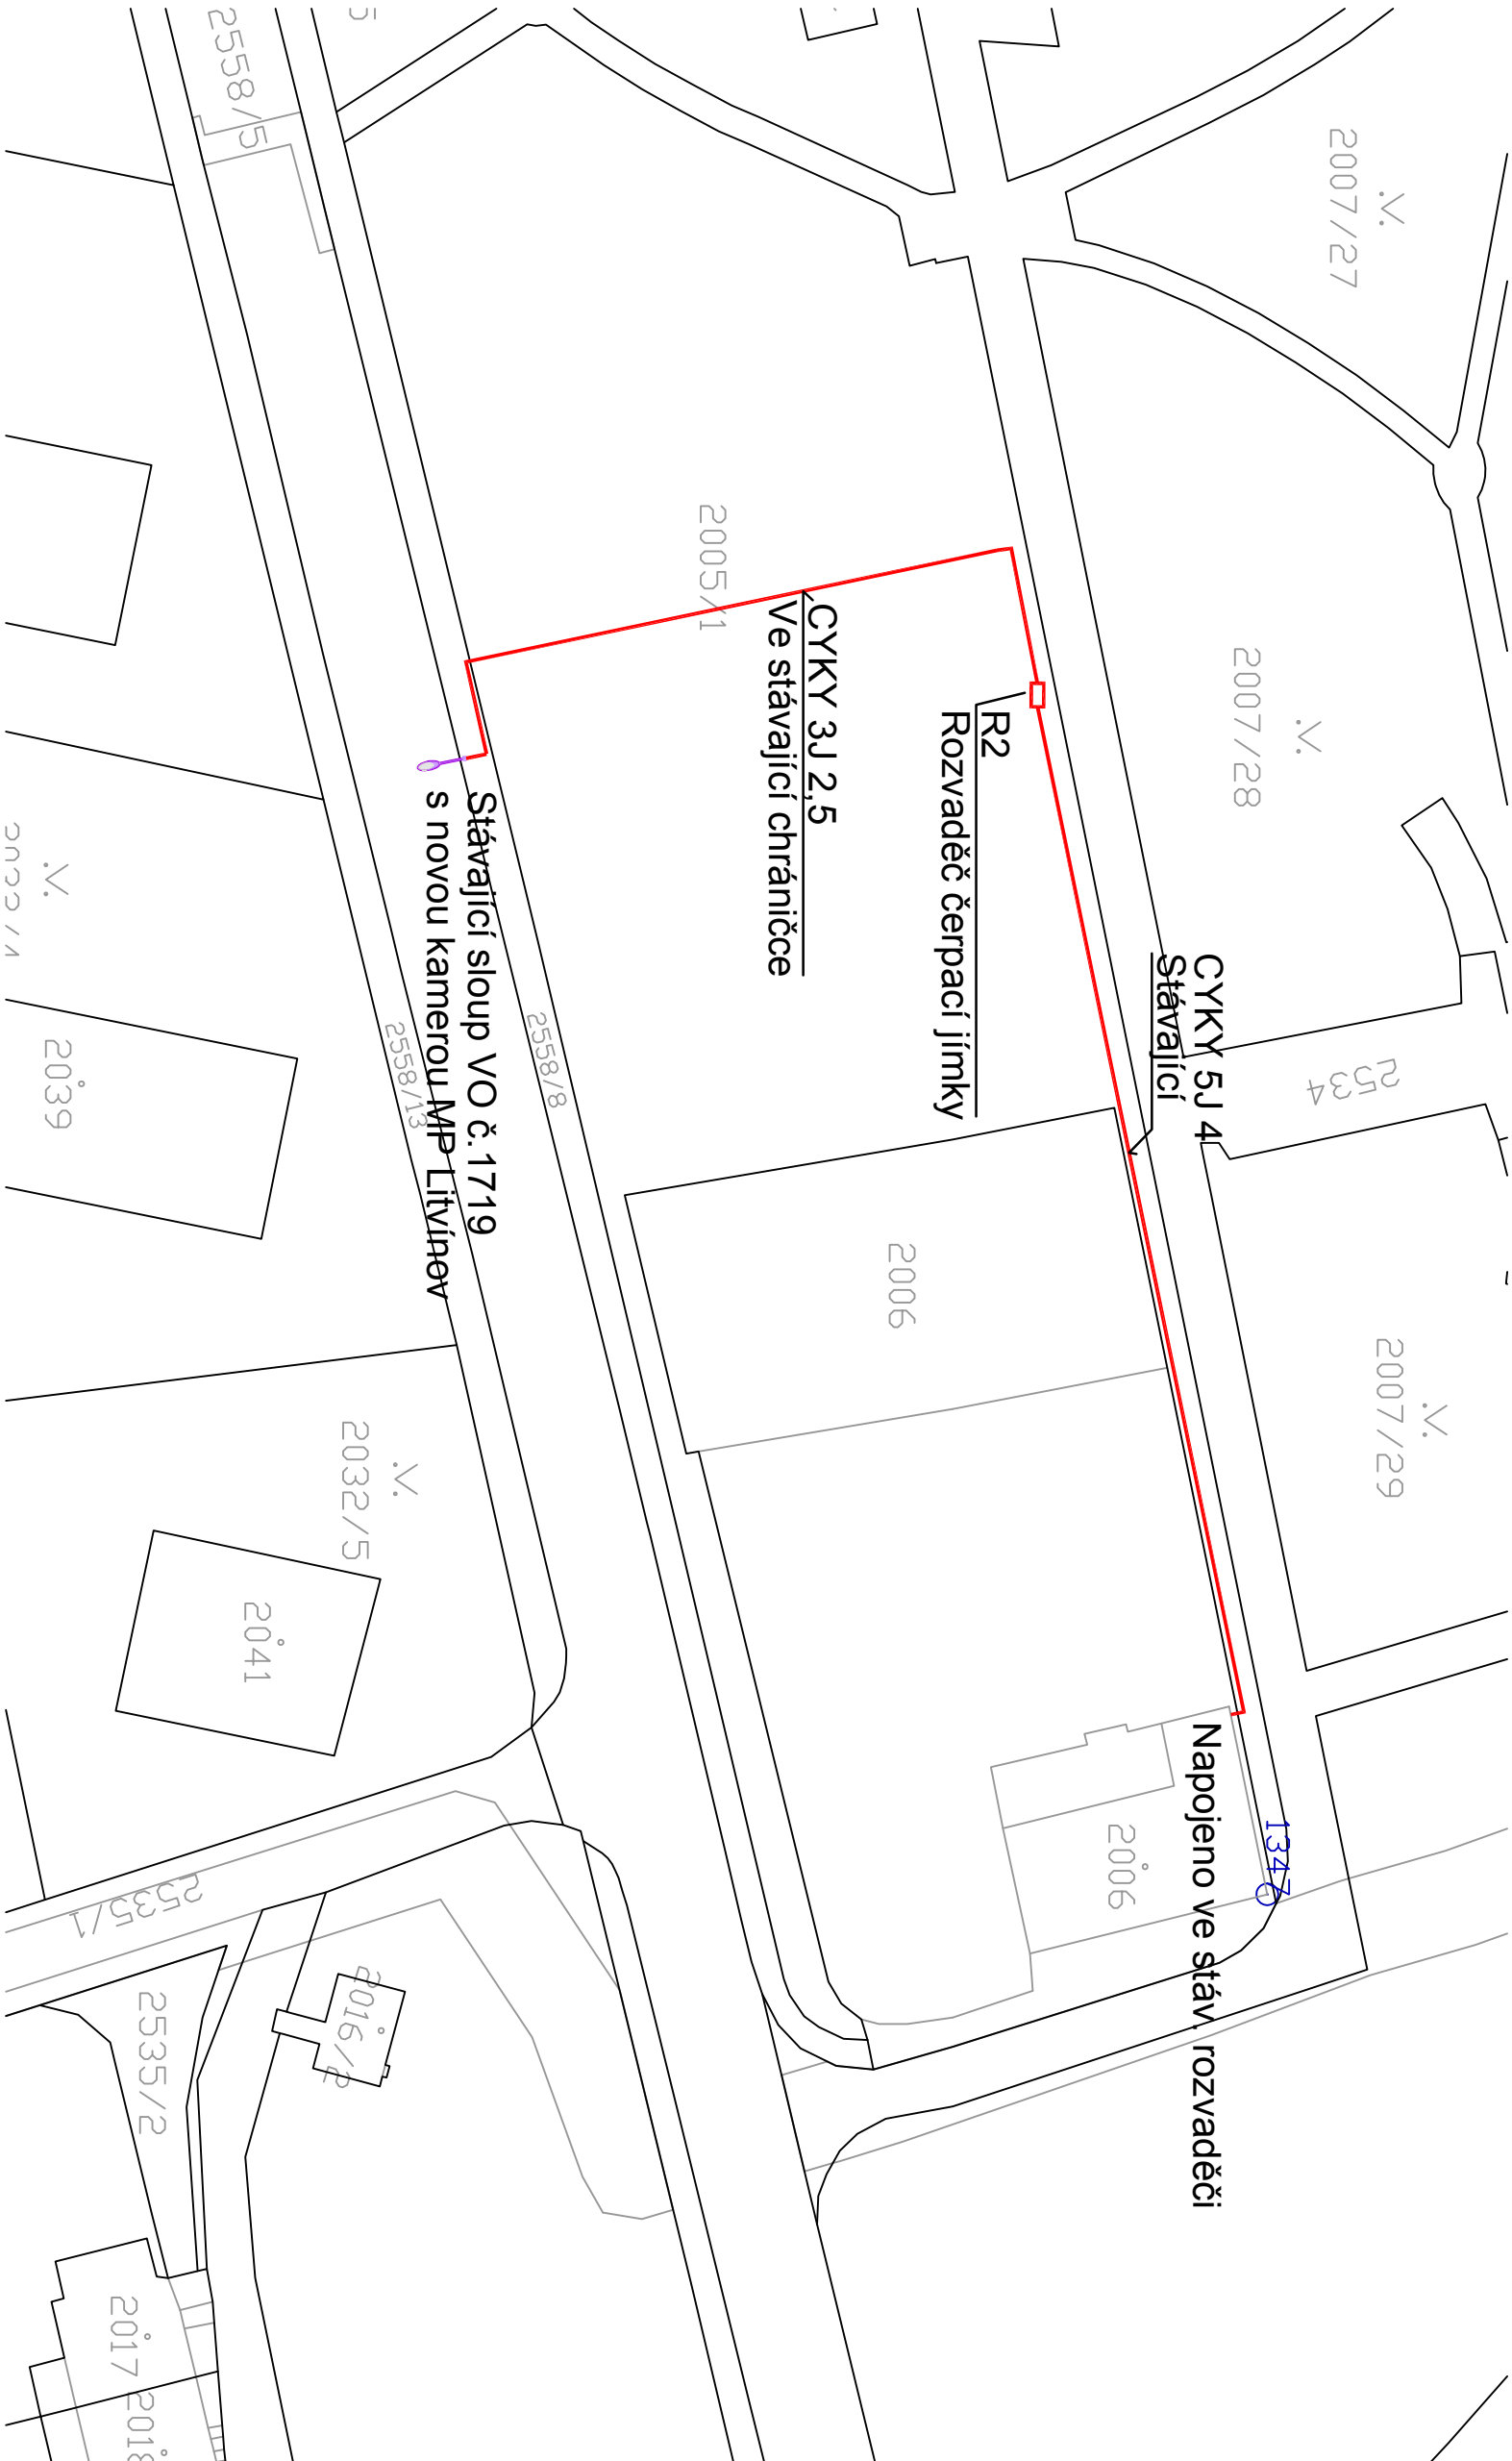 2558/5
2007/27
2005/1
2007/28
CYKY 3J 2,5
Ve stávající chráničce
R2
Rozvaděč čerpací jímky
CYKY 5J 4
Stávající
2534
Stávající sloup VO č.1719
s novou kamerou MP Litvínov
2558/8
2558/13
2039
2006
2007/29
2032/5
2041
Napojeno ve stáv. rozvaděči
1347
2006
2535/1
2535/2
2016/2
2017
2018